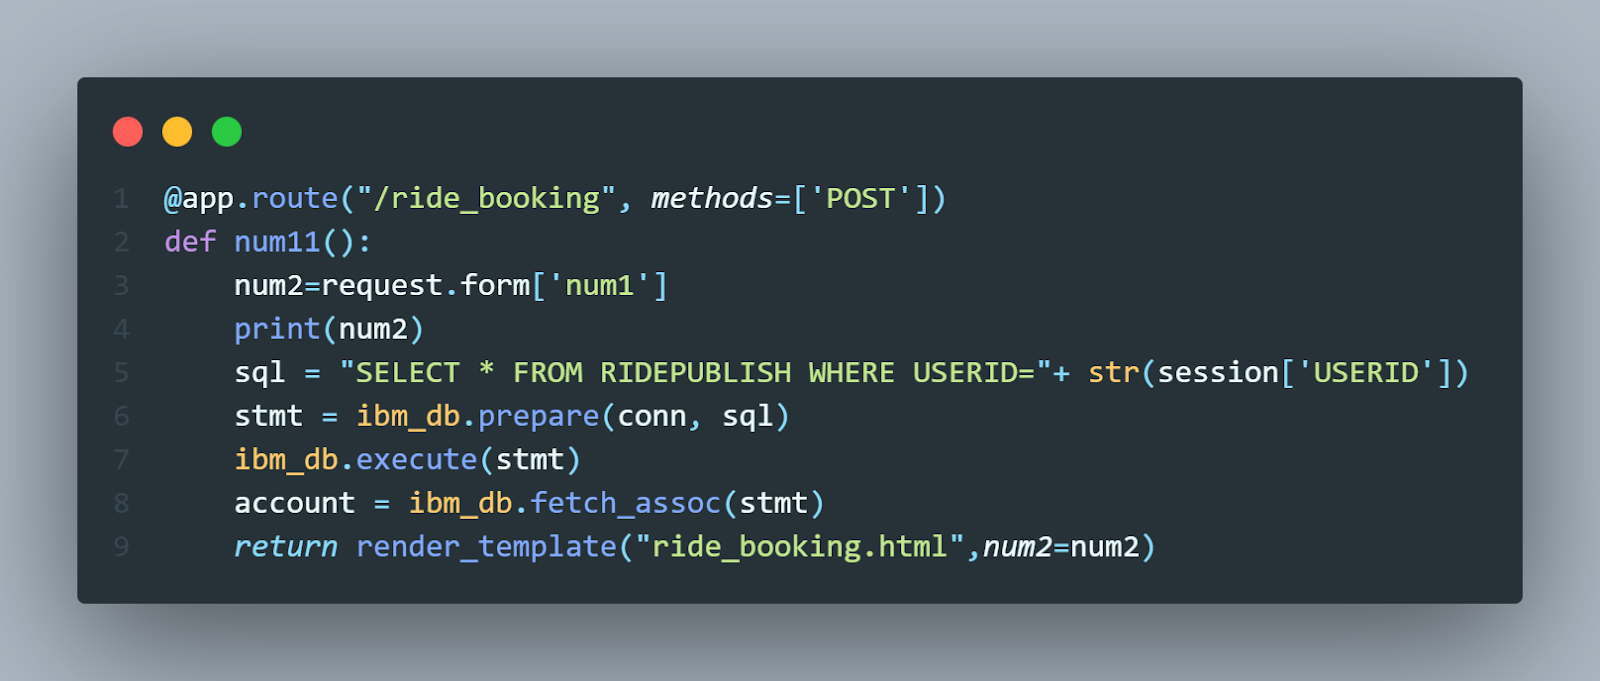 1 @app.route("/ride_booking", methods=['POST'])
2 def num11():
3     num2=request.form['num1']
4     print(num2)
5     sql = "SELECT * FROM RIDEPUBLISH WHERE USERID="+ str(session['USERID'])
6     stmt = ibm_db.prepare(conn, sql)
7     ibm_db.execute(stmt)
8     account = ibm_db.fetch_assoc(stmt)
9     return render_template("ride_booking.html",num2=num2)